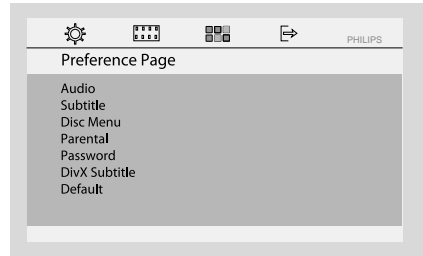 PHILIPS
Preference Page
Audio
Subtitle
Disc Menu
Parental
Password
DivX Subtitle
Default